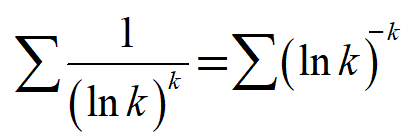 ∑ 1/(ln k)^k = ∑(ln k)^{-k}